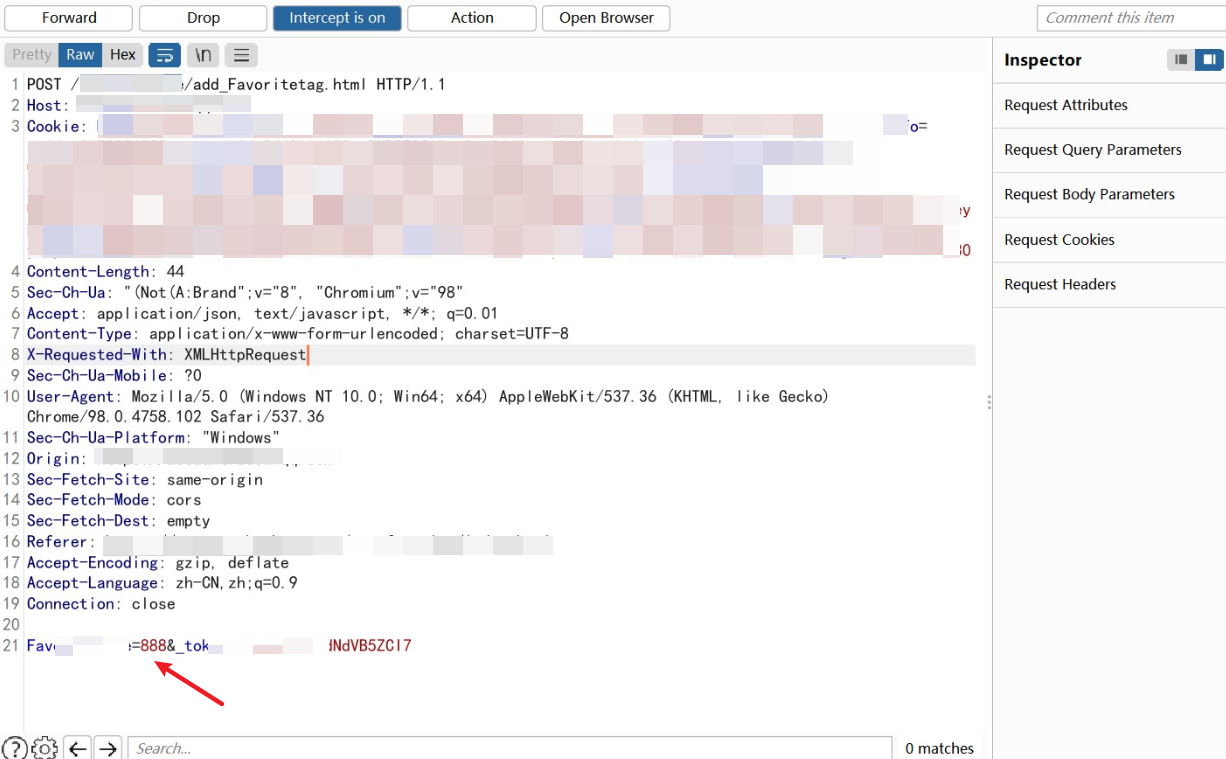 Forward Drop Intercept is on Action Open Browser Comment this item
Pretty Raw Hex \n
Inspector
1 POST / /add_Favoritetag.html HTTP/1.1
2 Host:
3 Cookie: o=
ey
30
4 Content-Length: 44
5 Sec-Ch-Ua: "(Not(A:Brand";v="8", "Chromium";v="98"
6 Accept: application/json, text/javascript, */*; q=0.01
7 Content-Type: application/x-www-form-urlencoded; charset=UTF-8
8 X-Requested-With: XMLHttpRequest
9 Sec-Ch-Ua-Mobile: ?0
10 User-Agent: Mozilla/5.0 (Windows NT 10.0; Win64; x64) AppleWebKit/537.36 (KHTML, like Gecko)
Chrome/98.0.4758.102 Safari/537.36
11 Sec-Ch-Ua-Platform: "Windows"
12 Origin:
13 Sec-Fetch-Site: same-origin
14 Sec-Fetch-Mode: cors
15 Sec-Fetch-Dest: empty
16 Referer:
17 Accept-Encoding: gzip, deflate
18 Accept-Language: zh-CN,zh;q=0.9
19 Connection: close
20
21 Fav =888&_tok dNdVB5ZCI7
Request Attributes
Request Query Parameters
Request Body Parameters
Request Cookies
Request Headers
? Search... 0 matches